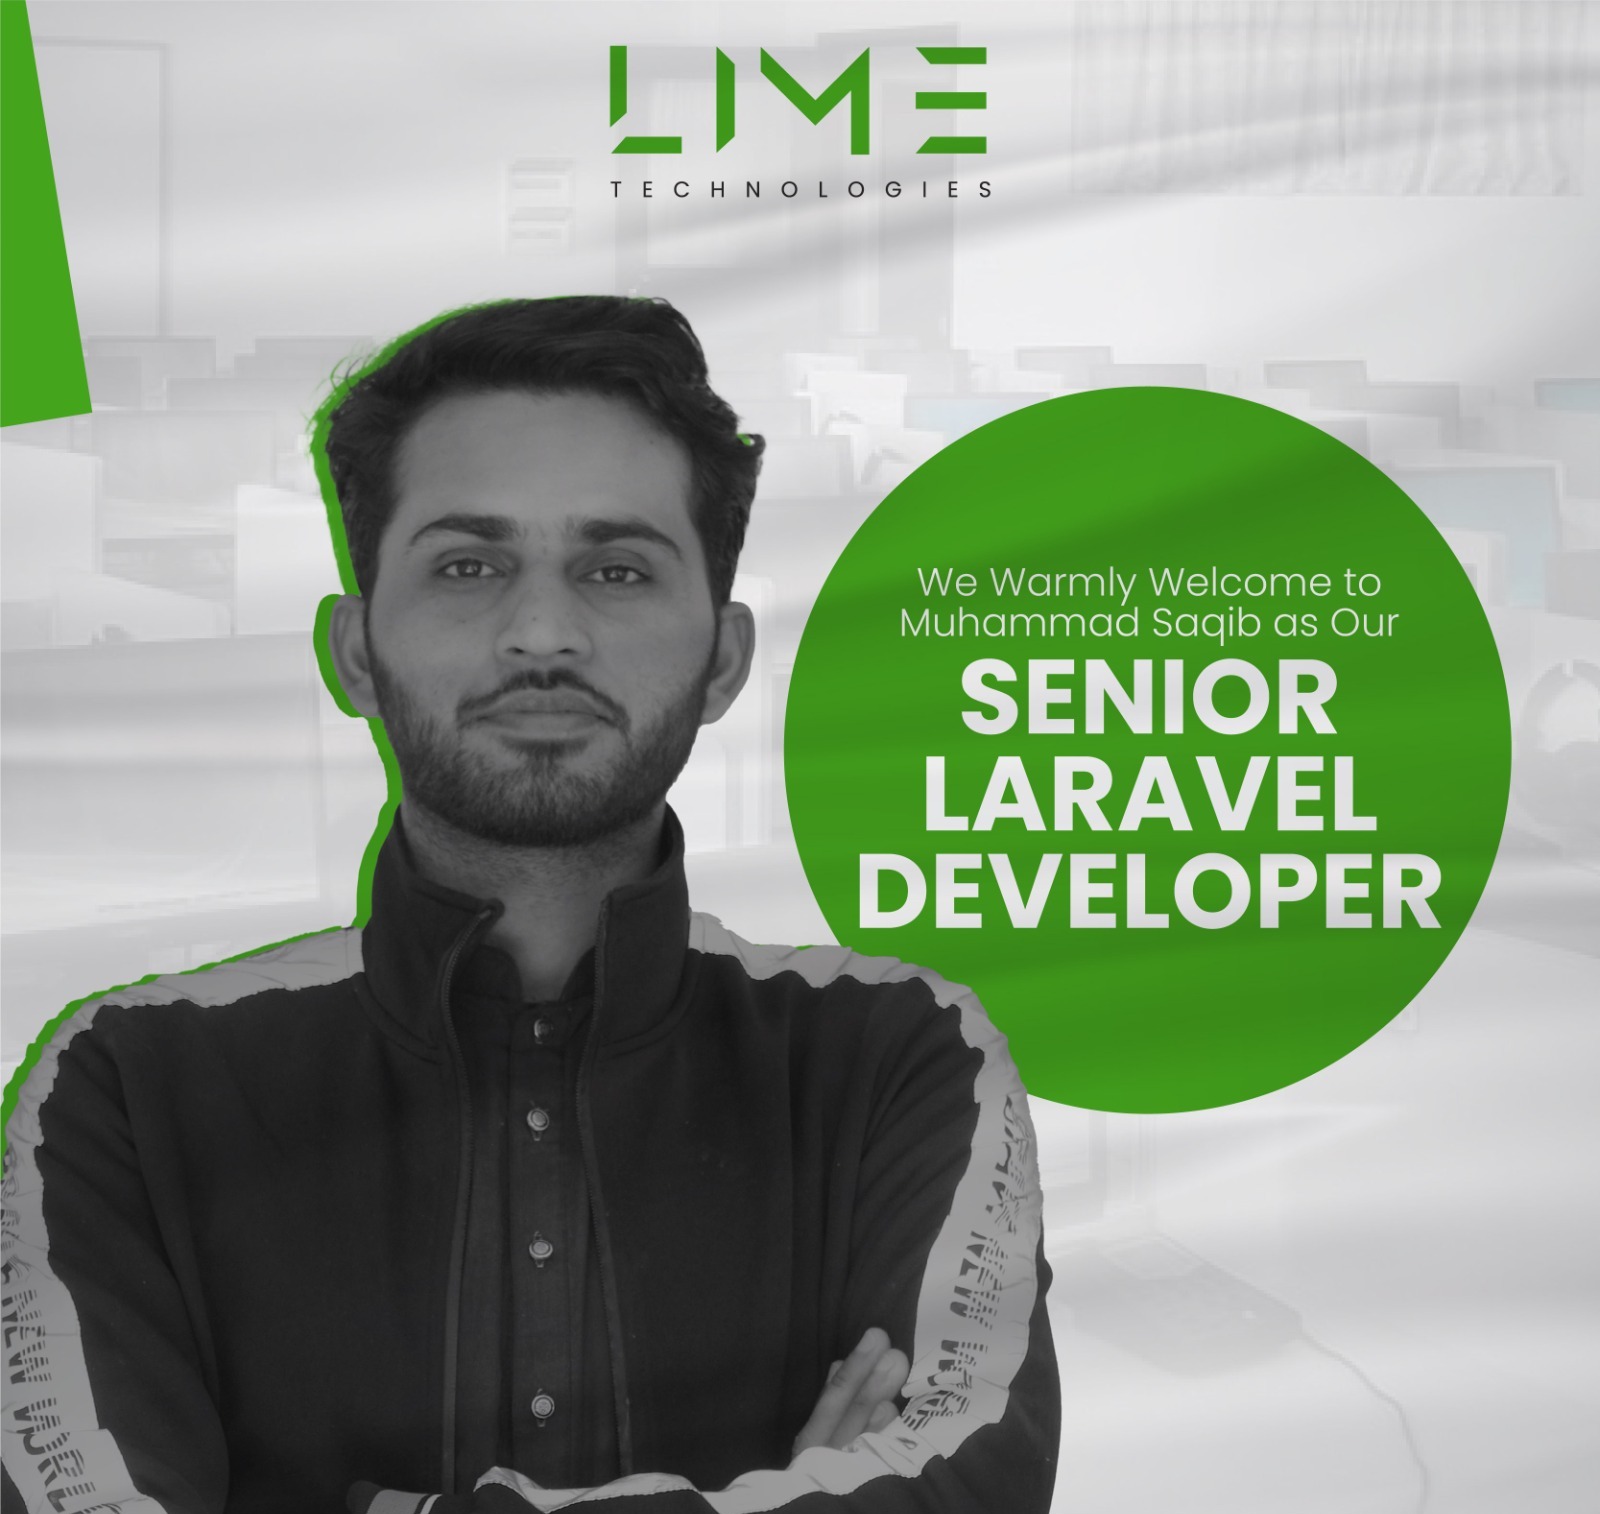 LIME
TECHNOLOGIES
We Warmly Welcome to
Muhammad Saqib as Our
SENIOR
LARAVEL
DEVELOPER